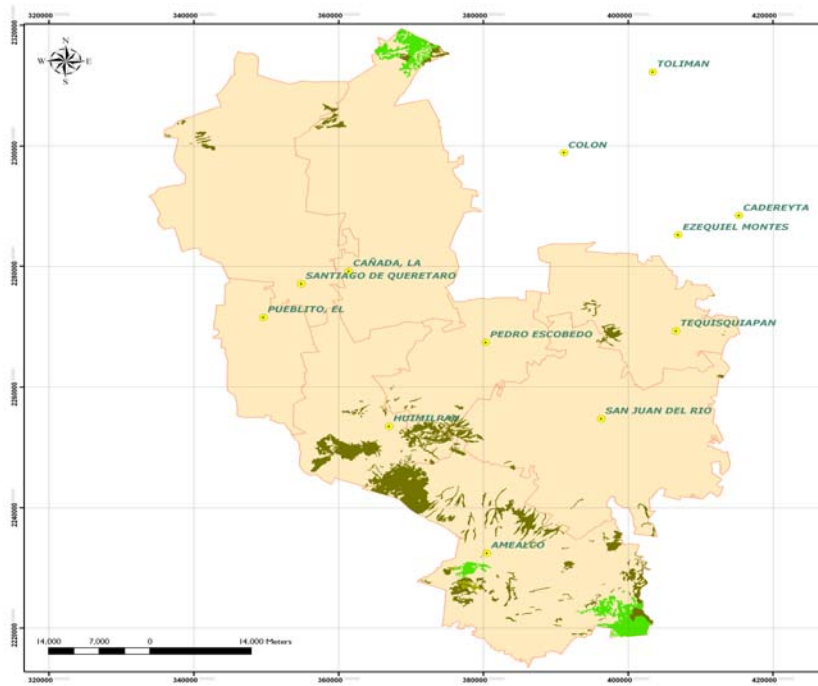 320000 340000 360000 380000 400000 420000
2320000
N
W E
S
TOLIMAN
2300000
COLON
CADEREYTA
EZEQUIEL MONTES
2280000
CAÑADA, LA
SANTIAGO DE QUERETARO
PUEBLITO, EL
TEQUISQUIAPAN
PEDRO ESCOBEDO
2260000
SAN JUAN DEL RIO
HUIMILPAN
2240000
AMEALCO
2220000
14,000 7,000 0 14,000 Meters
320000 340000 360000 380000 400000 420000